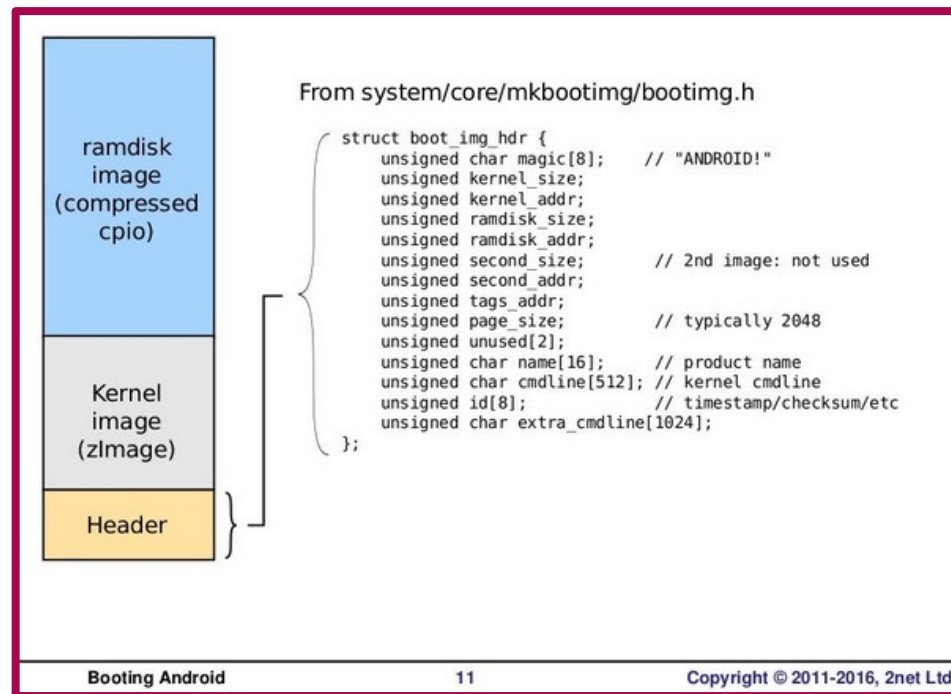 ramdisk
image
(compressed
cpio)
Kernel
image
(zImage)
Header
From system/core/mkbootimg/bootimg.h
struct boot_img_hdr {
    unsigned char magic[8];    // "ANDROID!"
    unsigned kernel_size;
    unsigned kernel_addr;
    unsigned ramdisk_size;
    unsigned ramdisk_addr;
    unsigned second_size;       // 2nd image: not used
    unsigned second_addr;
    unsigned tags_addr;
    unsigned page_size;         // typically 2048
    unsigned unused[2];
    unsigned char name[16];     // product name
    unsigned char cmdline[512]; // kernel cmdline
    unsigned id[8];             // timestamp/checksum/etc
    unsigned char extra_cmdline[1024];
};
Booting Android
11
Copyright © 2011-2016, 2net Ltd